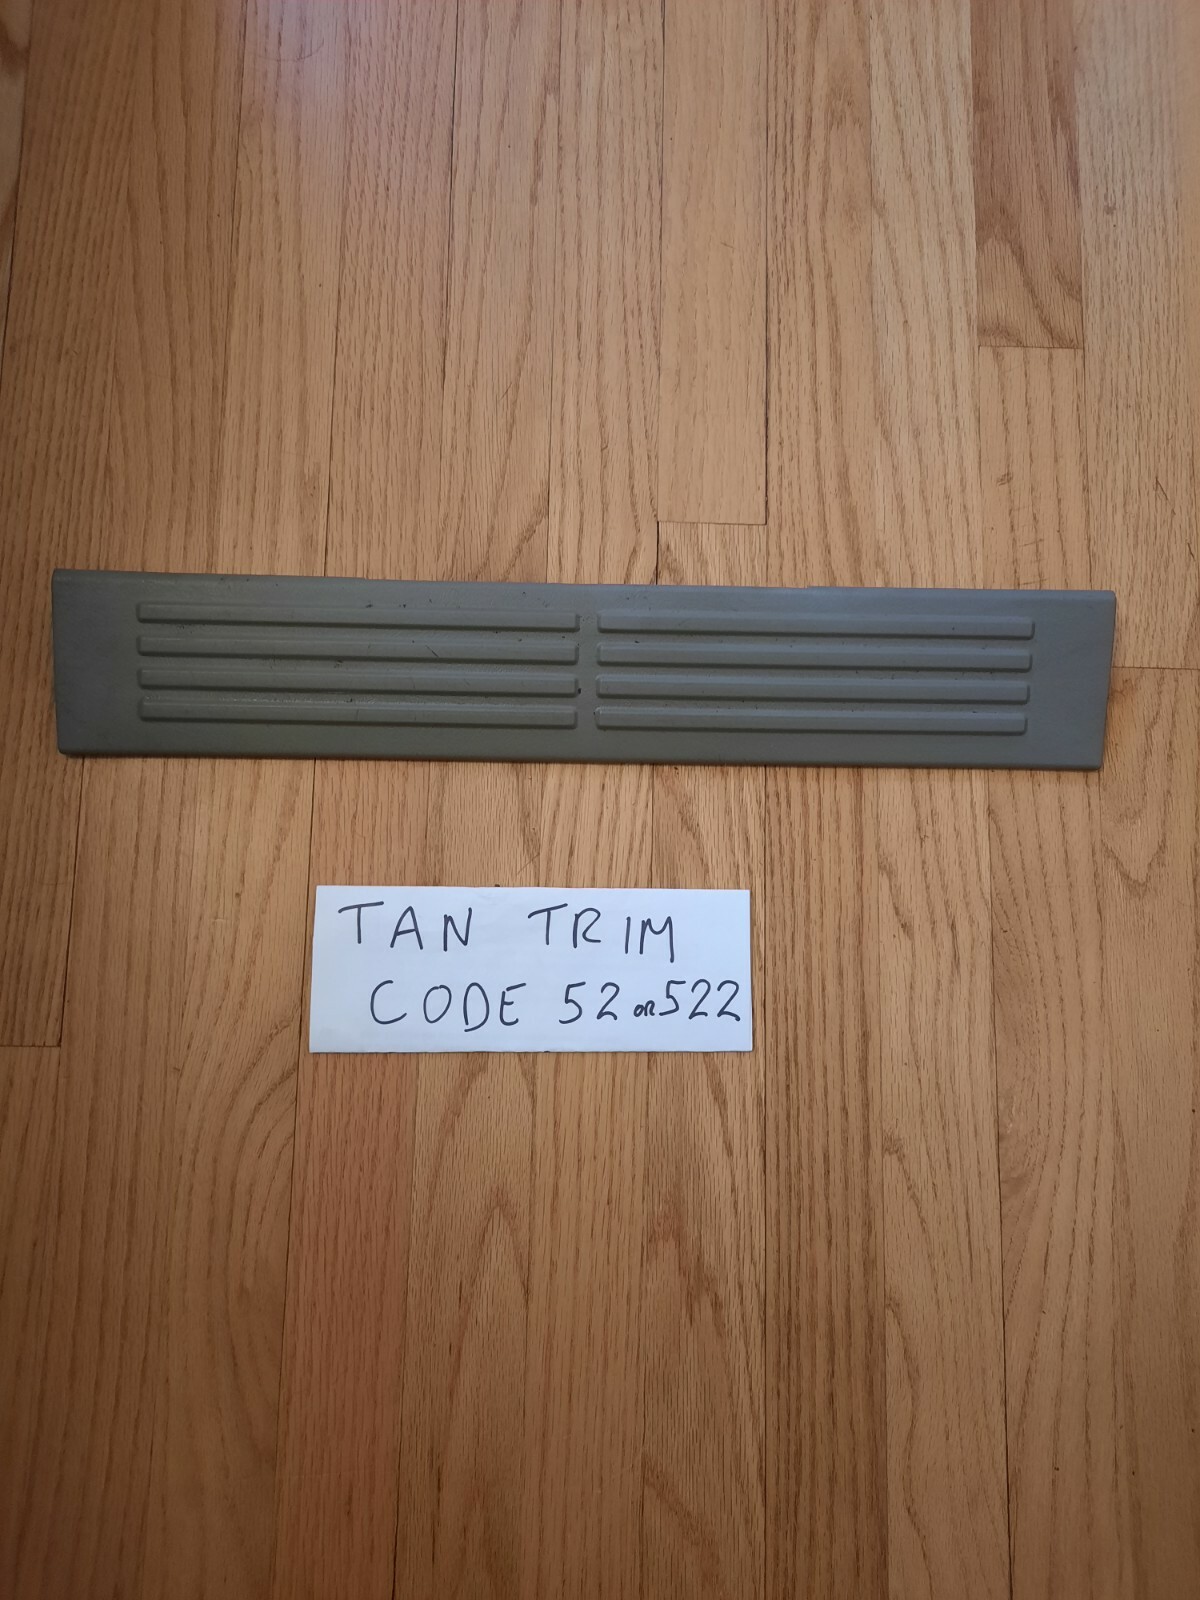 TAN TRIM
CODE 52 OR 522